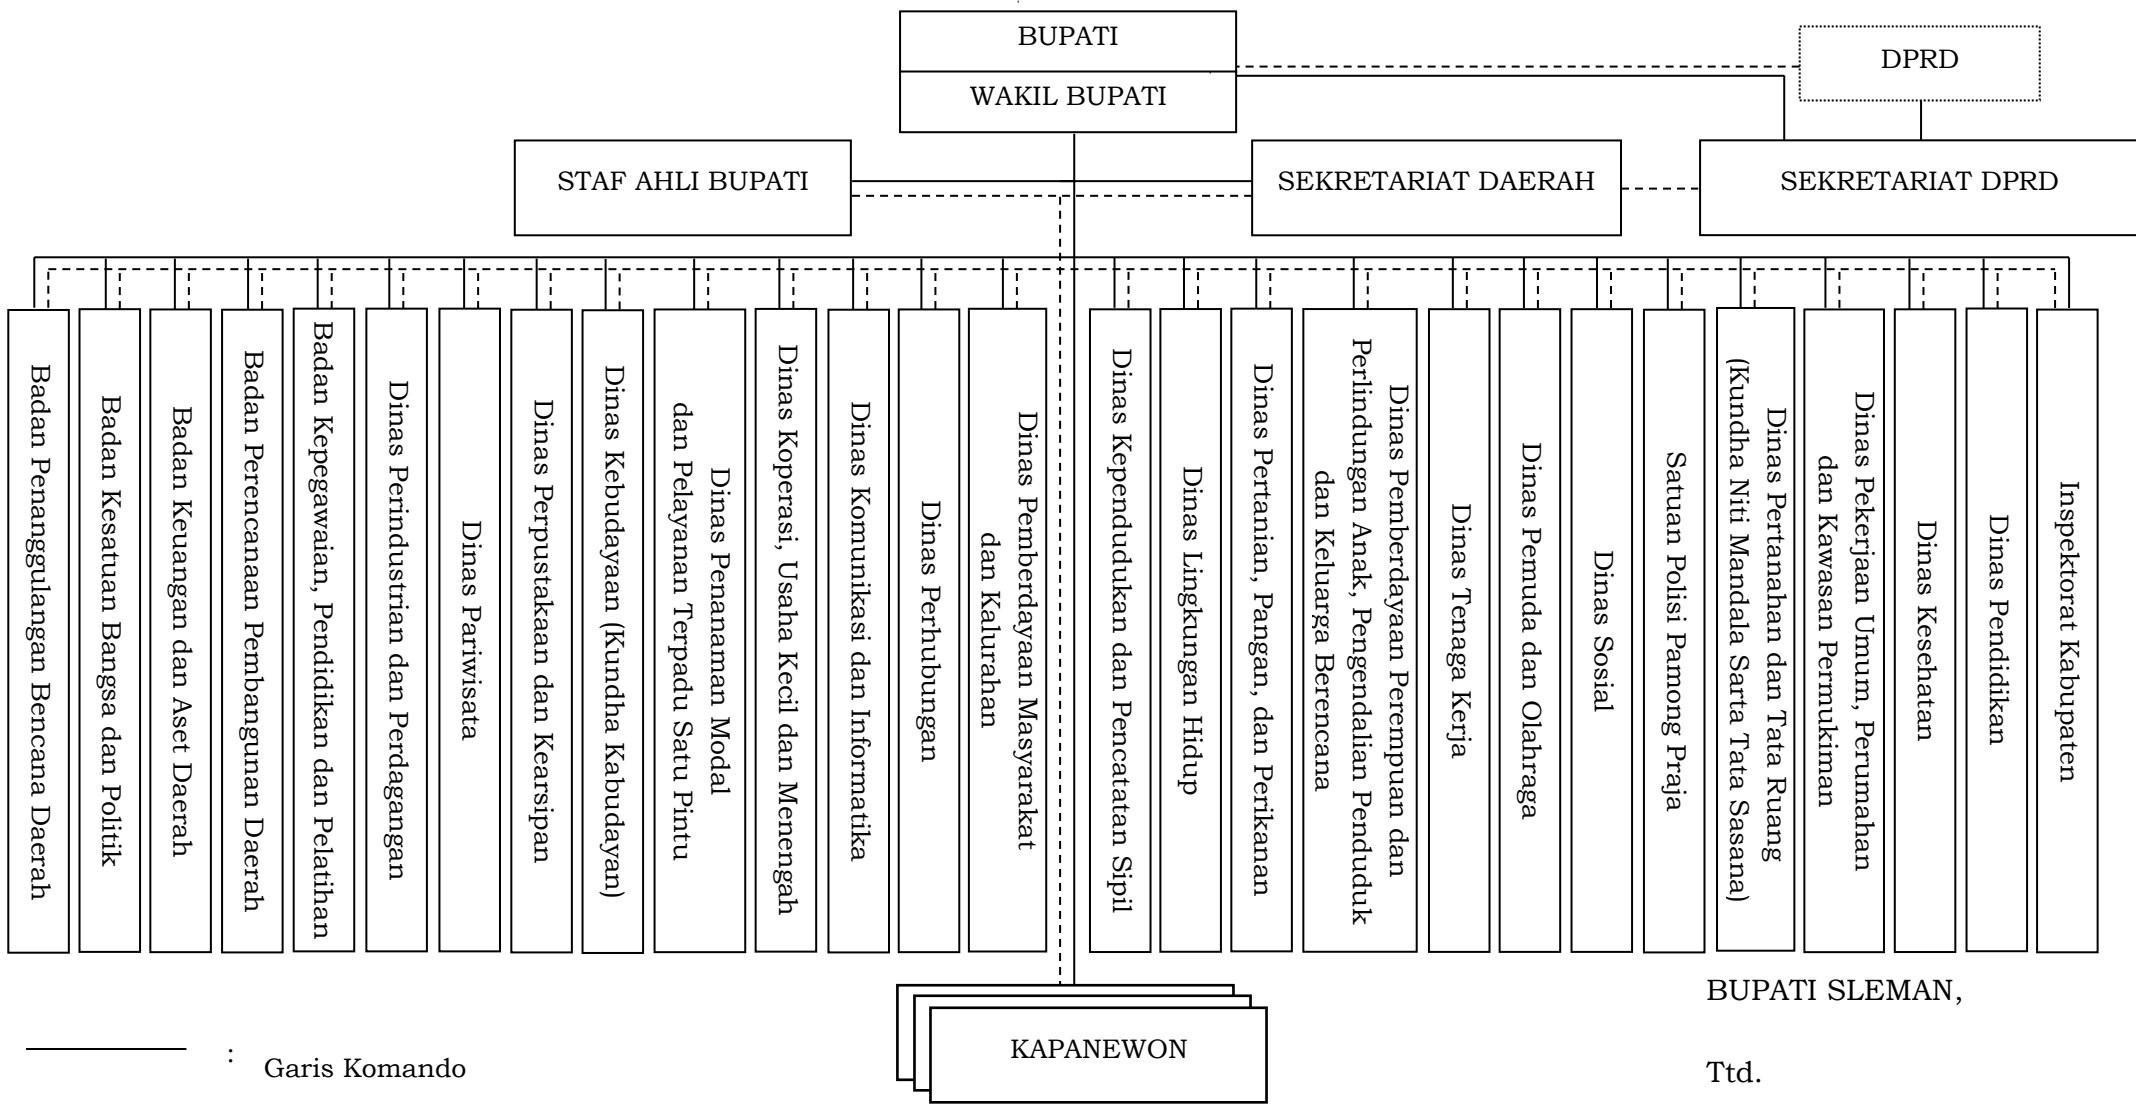 BUPATI
WAKIL BUPATI
DPRD
STAF AHLI BUPATI
SEKRETARIAT DAERAH
SEKRETARIAT DPRD
Badan Penanggulangan Bencana Daerah
Badan Kesatuan Bangsa dan Politik
Badan Keuangan dan Aset Daerah
Badan Perencanaan Pembangunan Daerah
Badan Kepegawaian, Pendidikan dan Pelatihan
Dinas Perindustrian dan Perdagangan
Dinas Pariwisata
Dinas Perpustakaan dan Kearsipan
Dinas Kebudayaan (Kundha Kabudayan)
Dinas Penanaman Modal
dan Pelayanan Terpadu Satu Pintu
Dinas Koperasi, Usaha Kecil dan Menengah
Dinas Komunikasi dan Informatika
Dinas Perhubungan
Dinas Pemberdayaan Masyarakat
dan Kalurahan
Dinas Kependudukan dan Pencatatan Sipil
Dinas Lingkungan Hidup
Dinas Pertanian, Pangan, dan Perikanan
Dinas Pemberdayaan Perempuan dan
Perlindungan Anak, Pengendalian Penduduk
dan Keluarga Berencana
Dinas Tenaga Kerja
Dinas Pemuda dan Olahraga
Dinas Sosial
Satuan Polisi Pamong Praja
Dinas Pertanahan dan Tata Ruang
(Kundha Niti Mandala Sarta Tata Sasana)
Dinas Pekerjaan Umum, Perumahan
dan Kawasan Permukiman
Dinas Kesehatan
Dinas Pendidikan
Inspektorat Kabupaten
KAPANEWON
: Garis Komando
BUPATI SLEMAN,
Ttd.